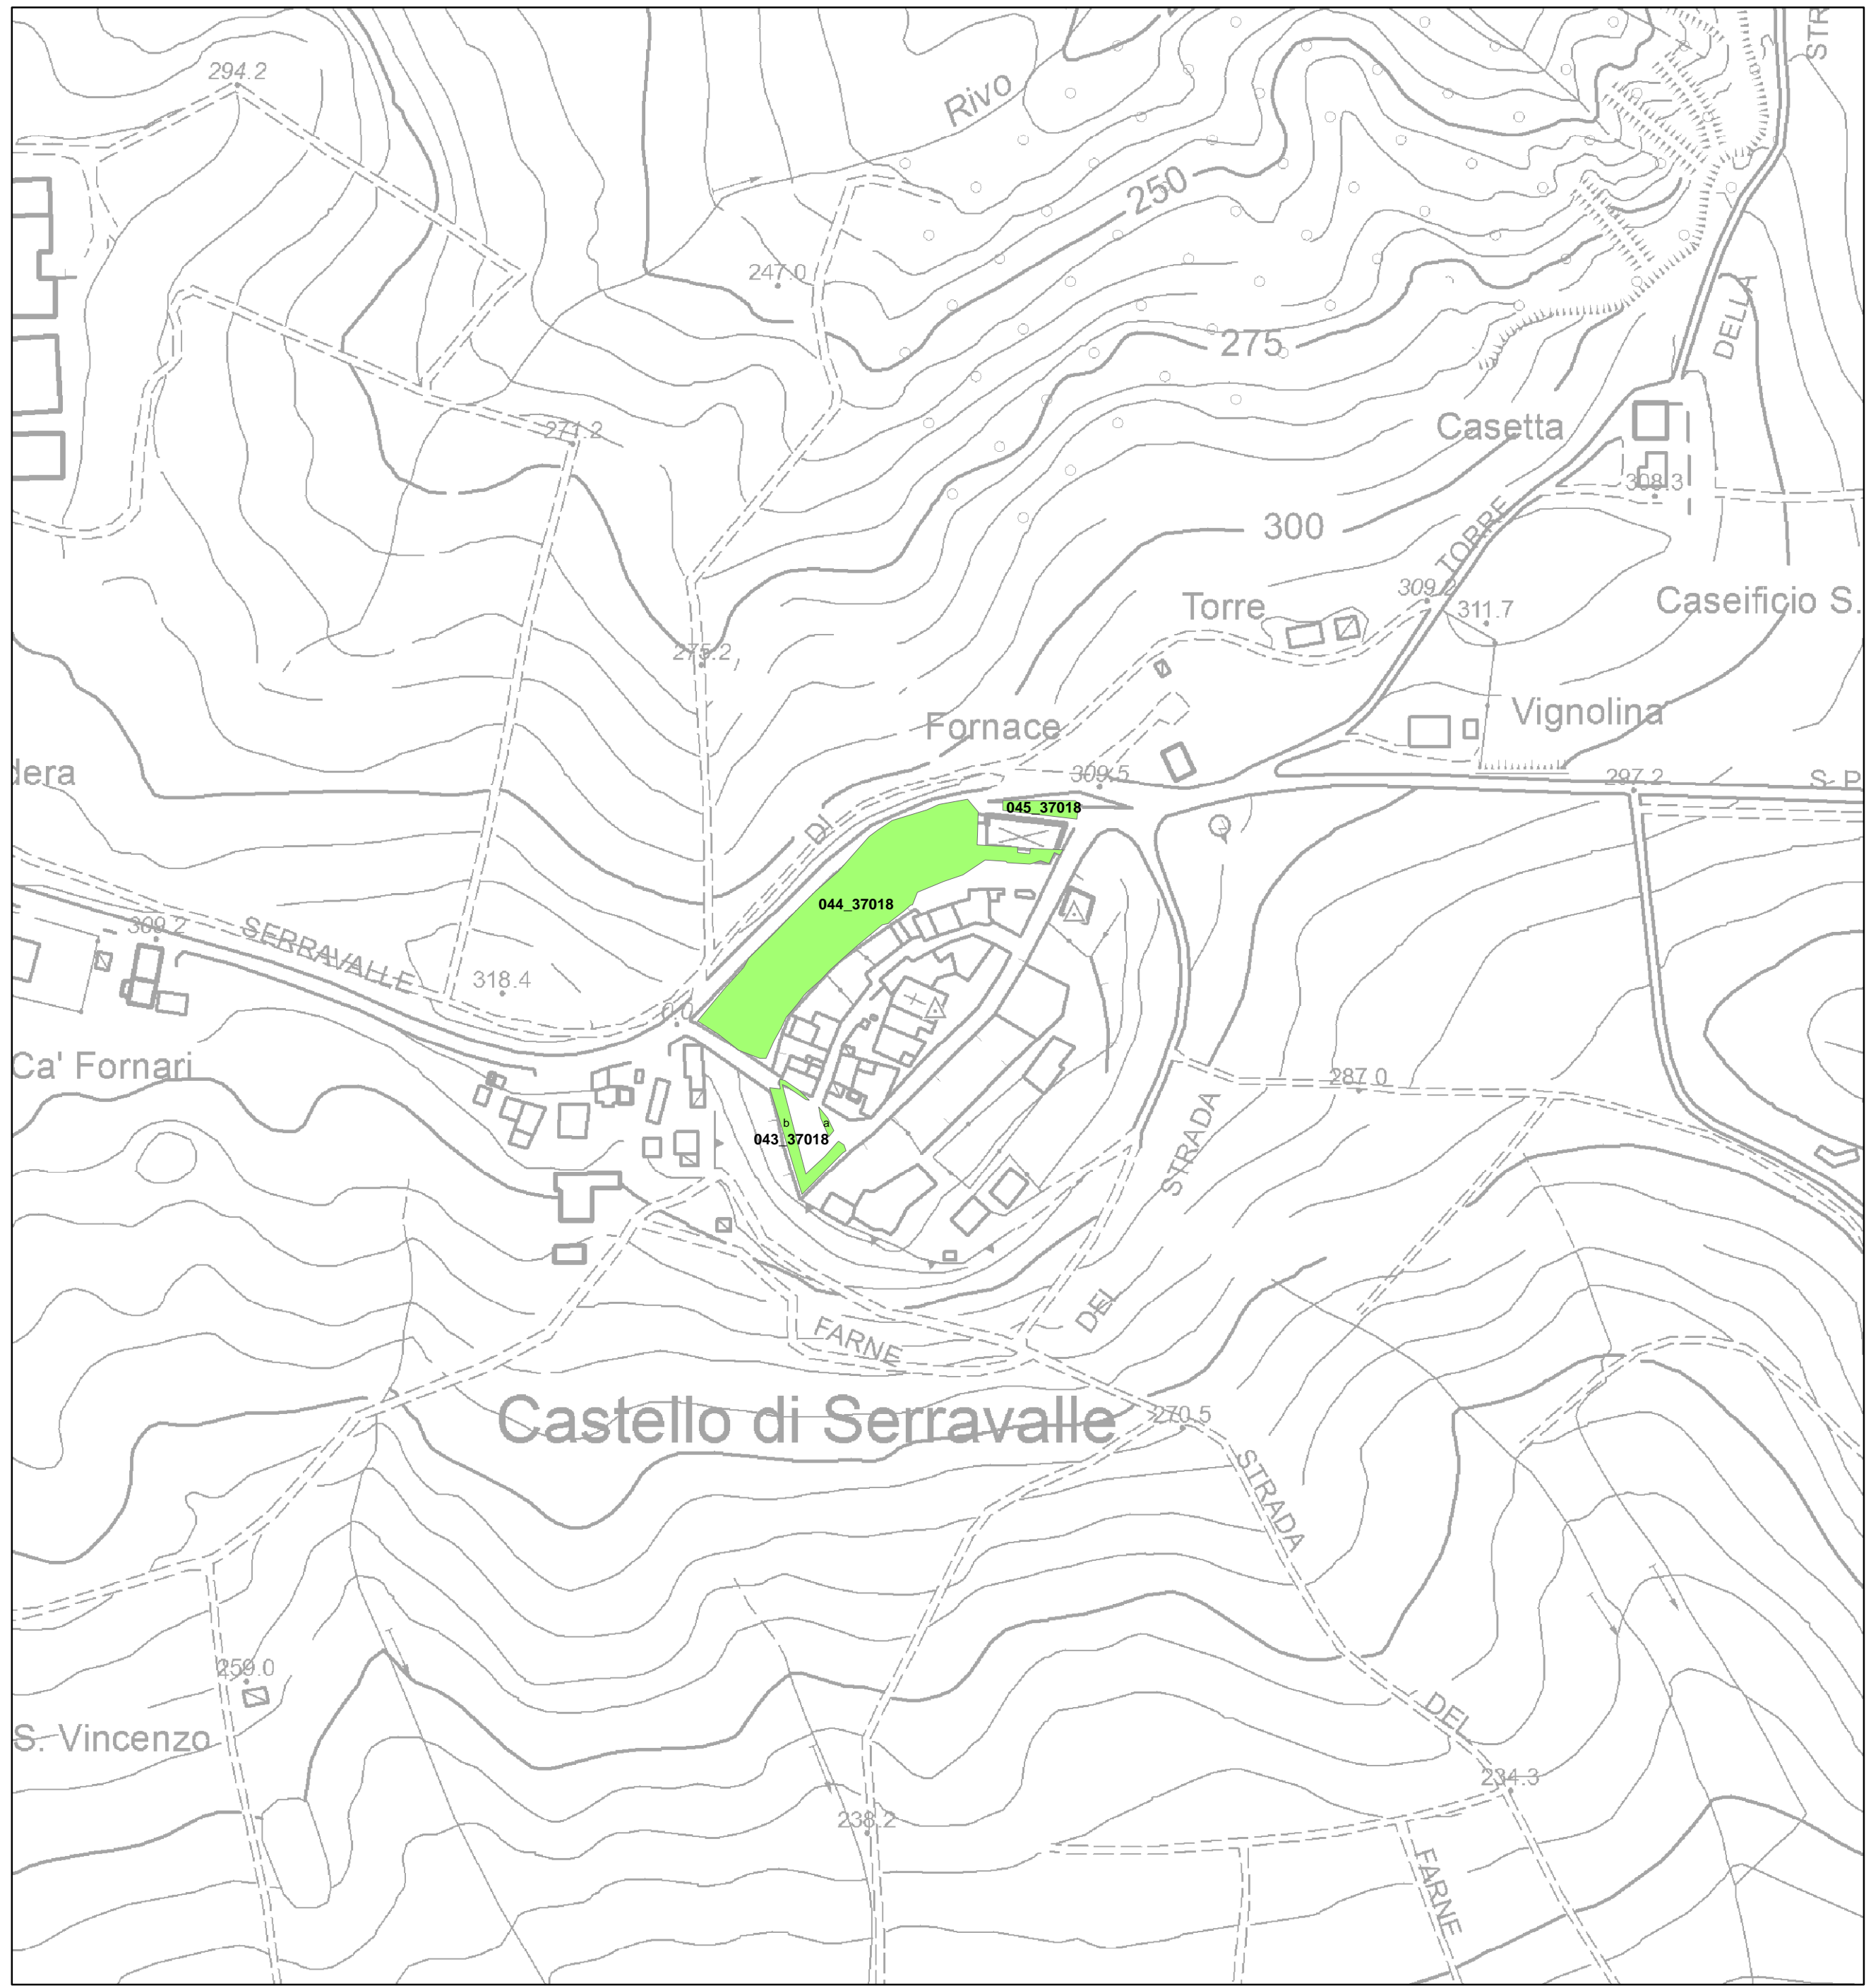 STR
294.2
Rivo
250
247.0
DELLA
275
Casetta
271.2
308.3
300
TORRE
309.2
Torre
311.7
Caseificio S.
275.2
Vignolina
Fornace
dera
309.5
297.2
S P
045_37018
DI
044_37018
309.2
SERRAVALLE
318.4
0.0
Ca' Fornari
287.0
b
a
043_37018
STRADA
DEL
FARNE
Castello di Serravalle
270.5
STRADA
259.0
DEL
S. Vincenzo
234.3
238.2
FARNE